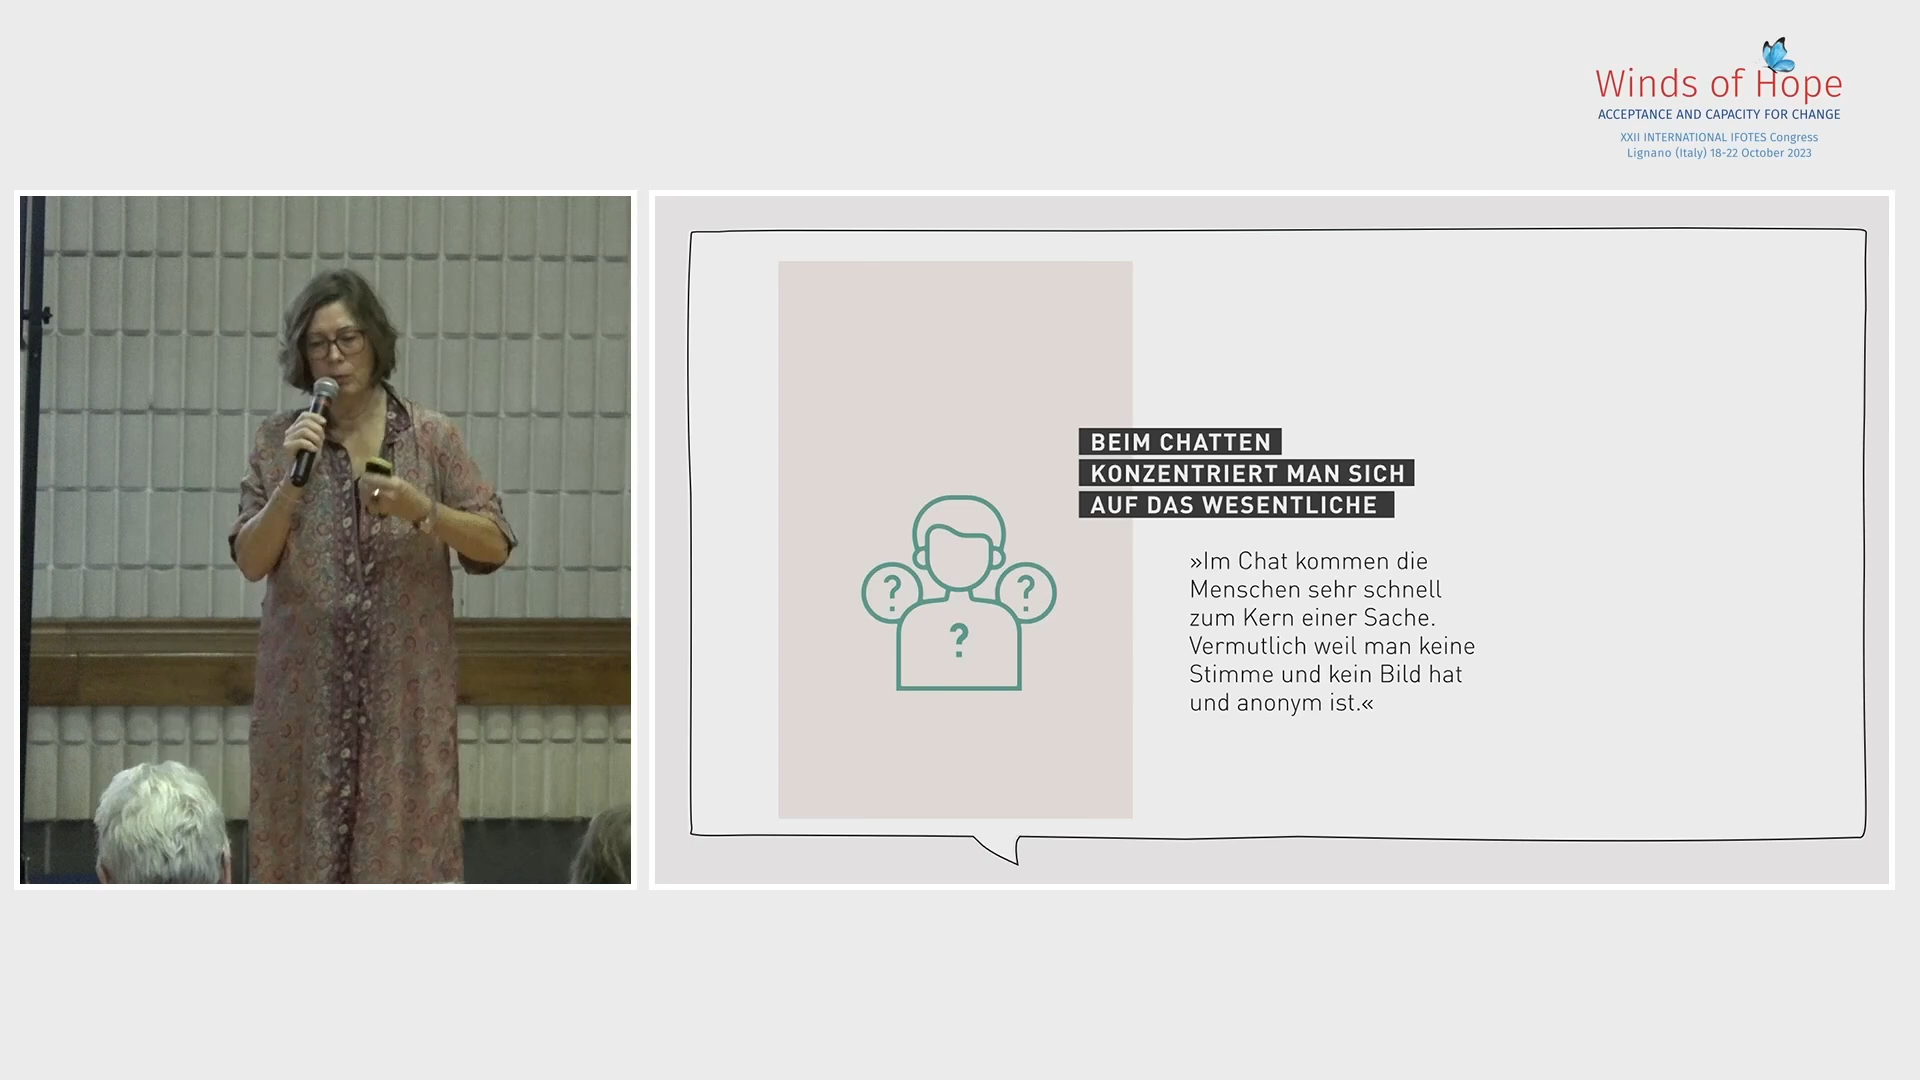 Winds of Hope
ACCEPTANCE AND CAPACITY FOR CHANGE
XXII INTERNATIONAL IFOTES Congress
Lignano (Italy) 18-22 October 2023
BEIM CHATTEN
KONZENTRIERT MAN SICH
AUF DAS WESENTLICHE
»Im Chat kommen die
Menschen sehr schnell
zum Kern einer Sache.
Vermutlich weil man keine
Stimme und kein Bild hat
und anonym ist.«
? ?
?